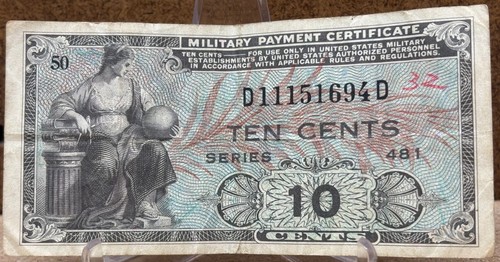 MILITARY PAYMENT CERTIFICATE
TEN CENTS — FOR USE ONLY IN UNITED STATES MILITARY
ESTABLISHMENTS BY UNITED STATES AUTHORIZED PERSONNEL
IN ACCORDANCE WITH APPLICABLE RULES AND REGULATIONS.
50
32
D11151694D
TEN CENTS
SERIES 481
10
CENTS